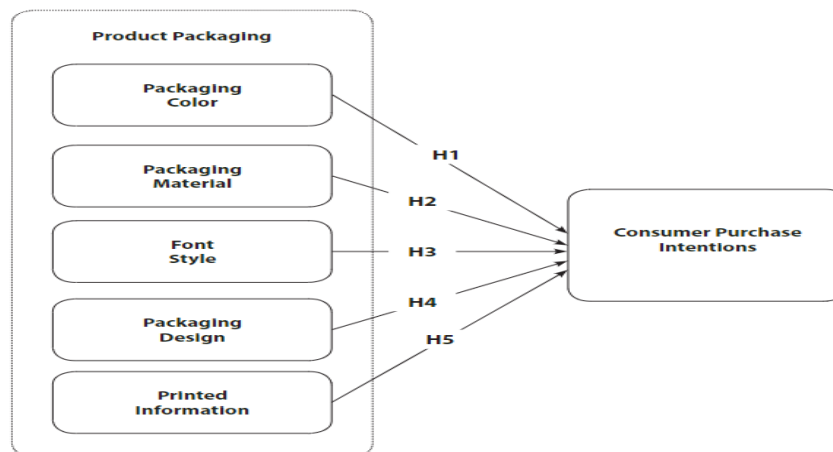 Product Packaging
Packaging
Color
H1
Packaging
Material
H2
Consumer Purchase
Intentions
Font
Style
H3
Packaging
Design
H4
H5
Printed
Information